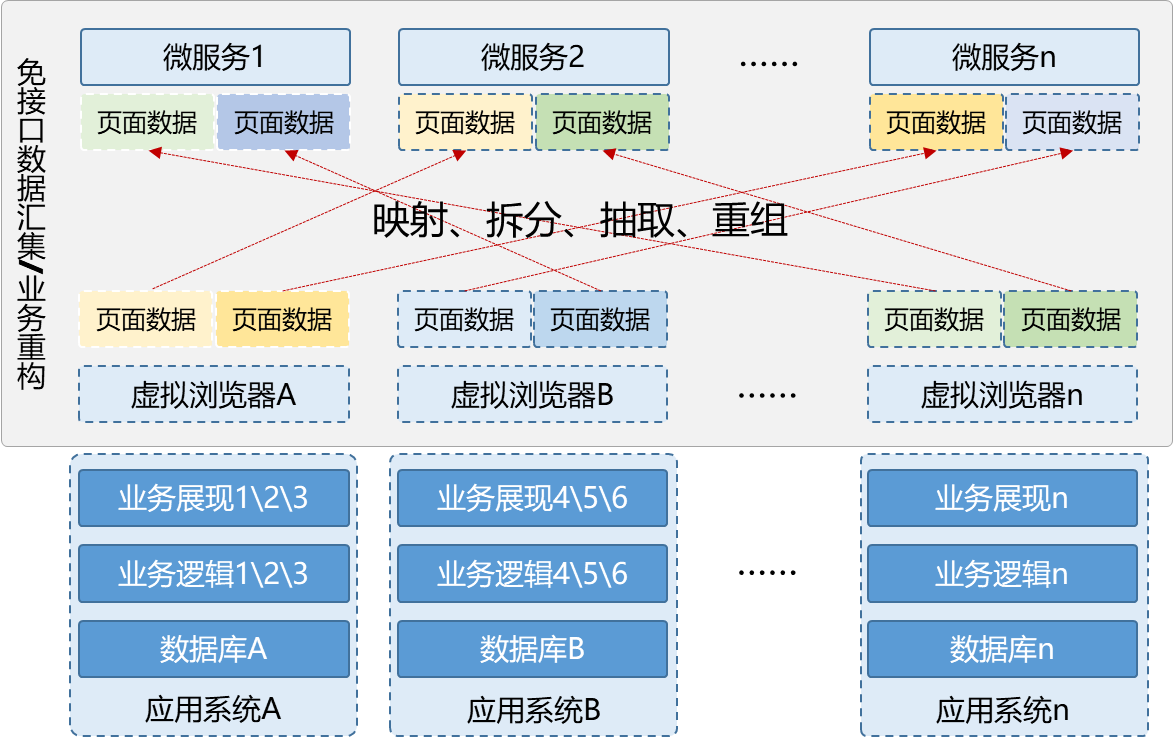 免接口数据汇集/业务重构
微服务1
微服务2
……
微服务n
页面数据
页面数据
页面数据
页面数据
页面数据
页面数据
映射、拆分、抽取、重组
页面数据
页面数据
页面数据
页面数据
页面数据
页面数据
虚拟浏览器A
虚拟浏览器B
……
虚拟浏览器n
业务展现1\2\3
业务展现4\5\6
业务展现n
业务逻辑1\2\3
业务逻辑4\5\6
……
业务逻辑n
数据库A
数据库B
数据库n
应用系统A
应用系统B
应用系统n